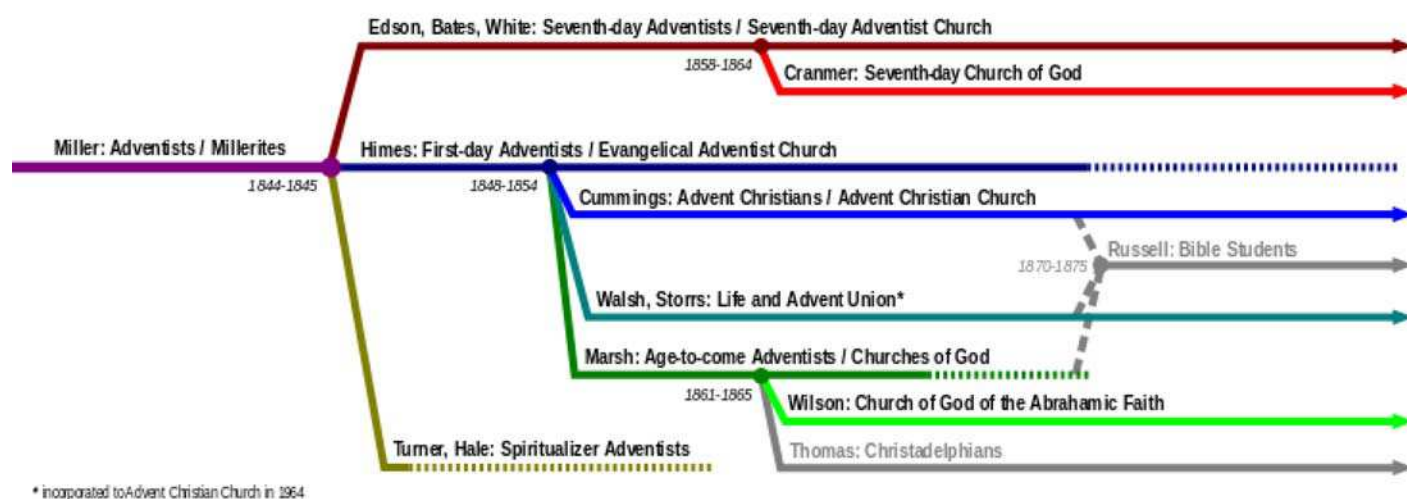 Edson, Bates, White: Seventh-day Adventists / Seventh-day Adventist Church
1858-1864
Cranmer: Seventh-day Church of God
Miller: Adventists / Millerites
1844-1845
Himes: First-day Adventists / Evangelical Adventist Church
1848-1854
Cummings: Advent Christians / Advent Christian Church
Russell: Bible Students
1870-1875
Walsh, Storrs: Life and Advent Union*
Marsh: Age-to-come Adventists / Churches of God
1861-1865
Wilson: Church of God of the Abrahamic Faith
Turner, Hale: Spiritualizer Adventists
Thomas: Christadelphians
* incorporated to Advent Christian Church in 1964